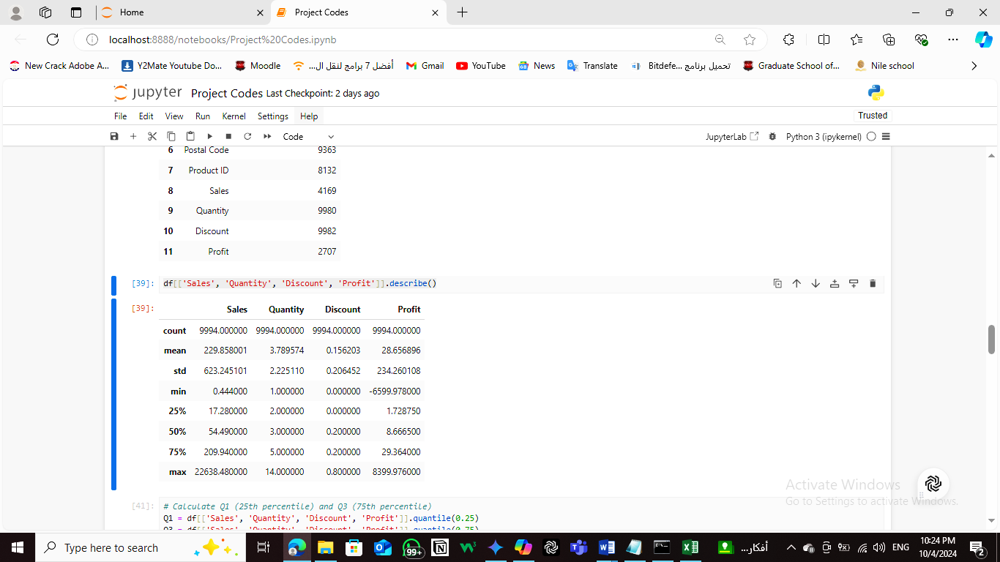 Home
Project Codes
localhost:8888/notebooks/Project%20Codes.ipynb
New Crack Adobe A...
Y2Mate Youtube Do...
Moodle
أفضل 7 برامج لنقل ال...
Gmail
YouTube
News
Translate
تحميل برنامج Bitdefe...
Graduate School of...
Nile school
jupyter Project Codes Last Checkpoint: 2 days ago
File Edit View Run Kernel Settings Help
Trusted
Code
JupyterLab
Python 3 (ipykernel)
6 Postal Code 9363
7 Product ID 8132
8 Sales 4169
9 Quantity 9980
10 Discount 9982
11 Profit 2707
[39]: df[['Sales', 'Quantity', 'Discount', 'Profit']].describe()
[39]: Sales Quantity Discount Profit
count 9994.000000 9994.000000 9994.000000 9994.000000
mean 229.858001 3.789574 0.156203 28.656896
std 623.245101 2.225110 0.206452 234.260108
min 0.444000 1.000000 0.000000 -6599.978000
25% 17.280000 2.000000 0.000000 1.728750
50% 54.490000 3.000000 0.200000 8.666500
75% 209.940000 5.000000 0.200000 29.364000
max 22638.480000 14.000000 0.800000 8399.976000
Activate Windows
Go to Settings to activate Windows.
[41]: # Calculate Q1 (25th percentile) and Q3 (75th percentile)
Q1 = df[['Sales', 'Quantity', 'Discount', 'Profit']].quantile(0.25)
Q3 = df[['Sales', 'Quantity', 'Discount', 'Profit']].quantile(0.75)
Type here to search
99+
أفكار...
ENG
10:24 PM
10/4/2024
2